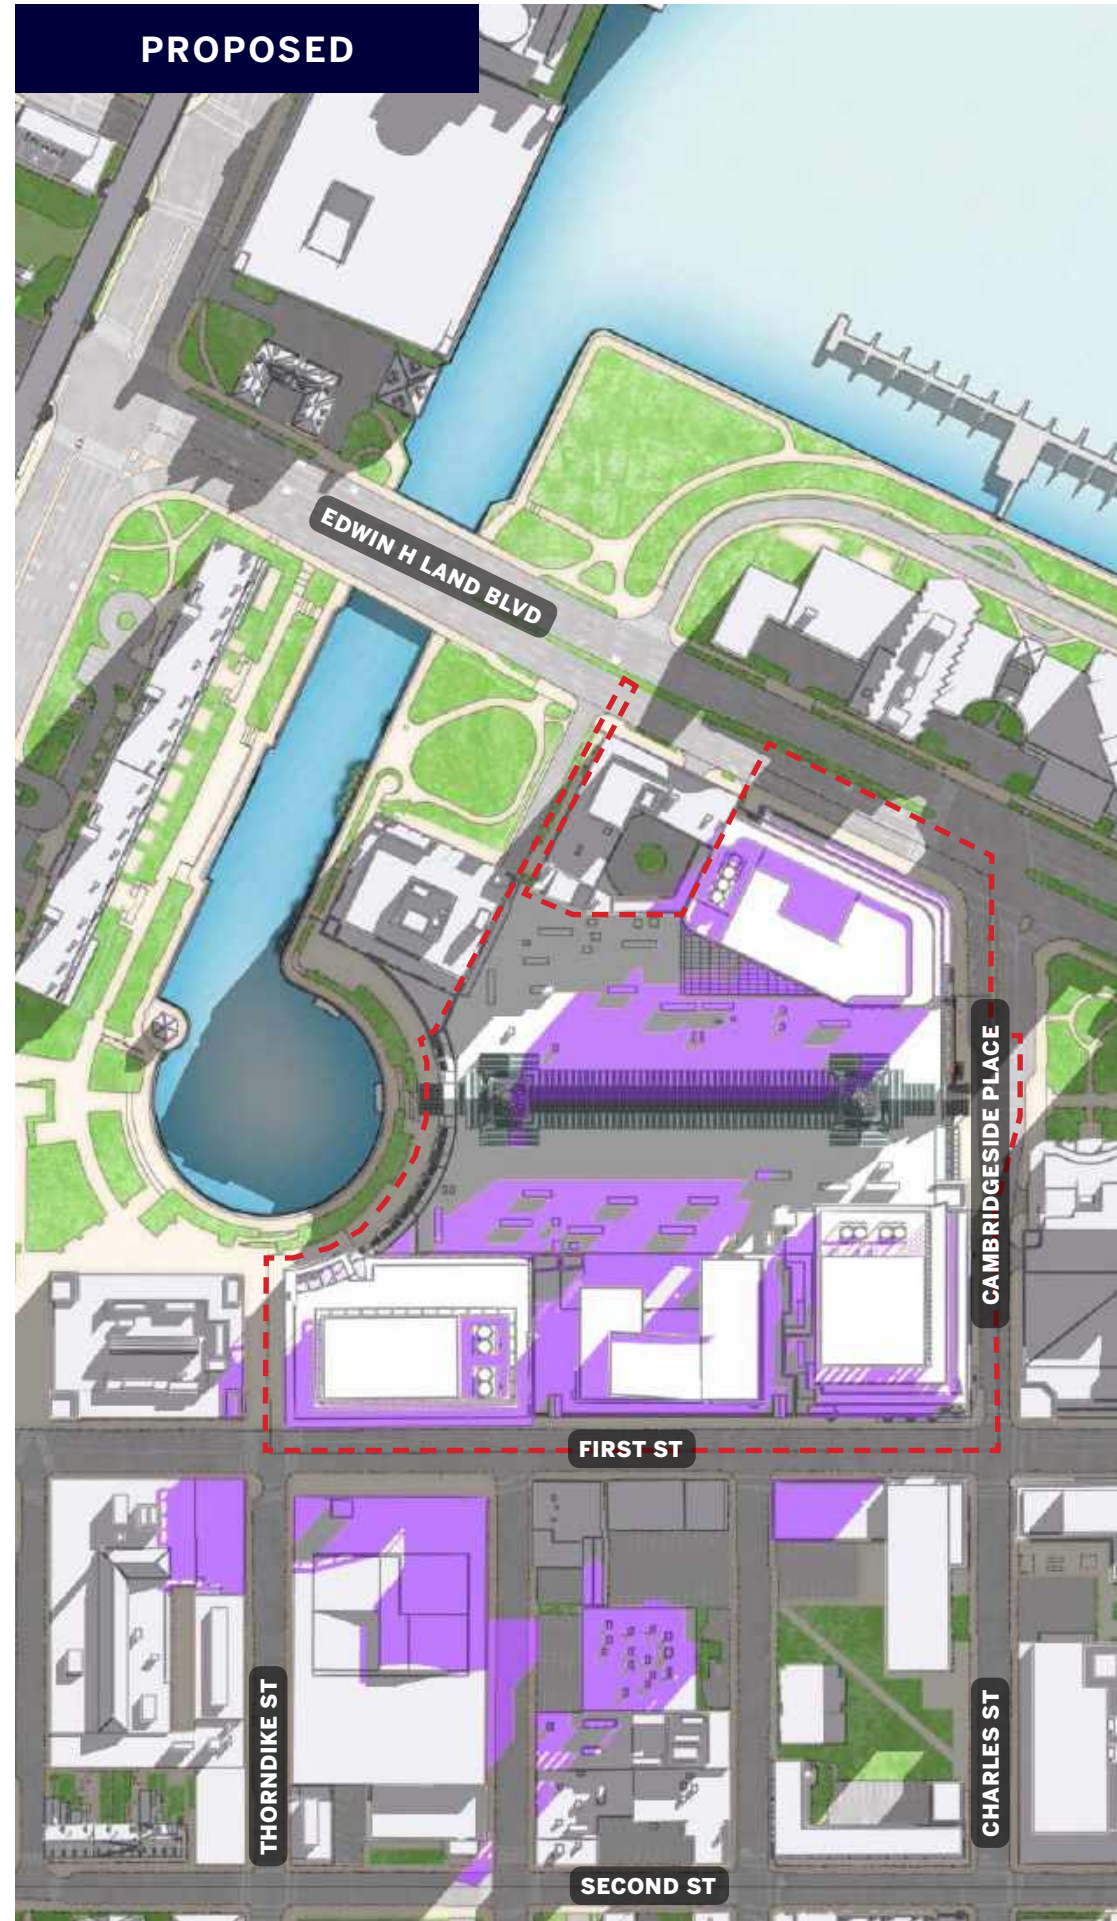 PROPOSED
EDWIN H LAND BLVD
CAMBRIDGESIDE PLACE
FIRST ST
THORNDIKE ST
CHARLES ST
SECOND ST